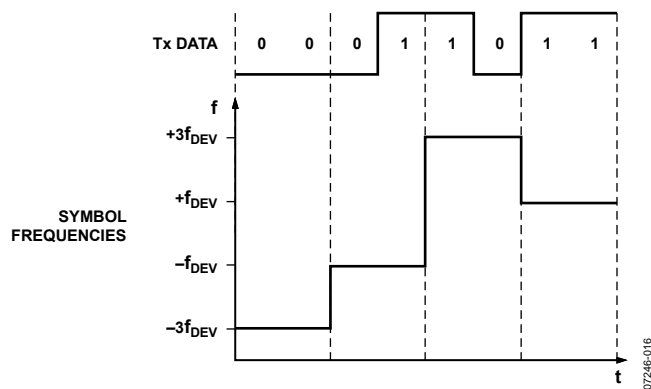 Tx DATA 0 0 0 1 1 0 1 1
f
+3fDEV
+fDEV
SYMBOL
FREQUENCIES
–fDEV
–3fDEV
t
07246-016